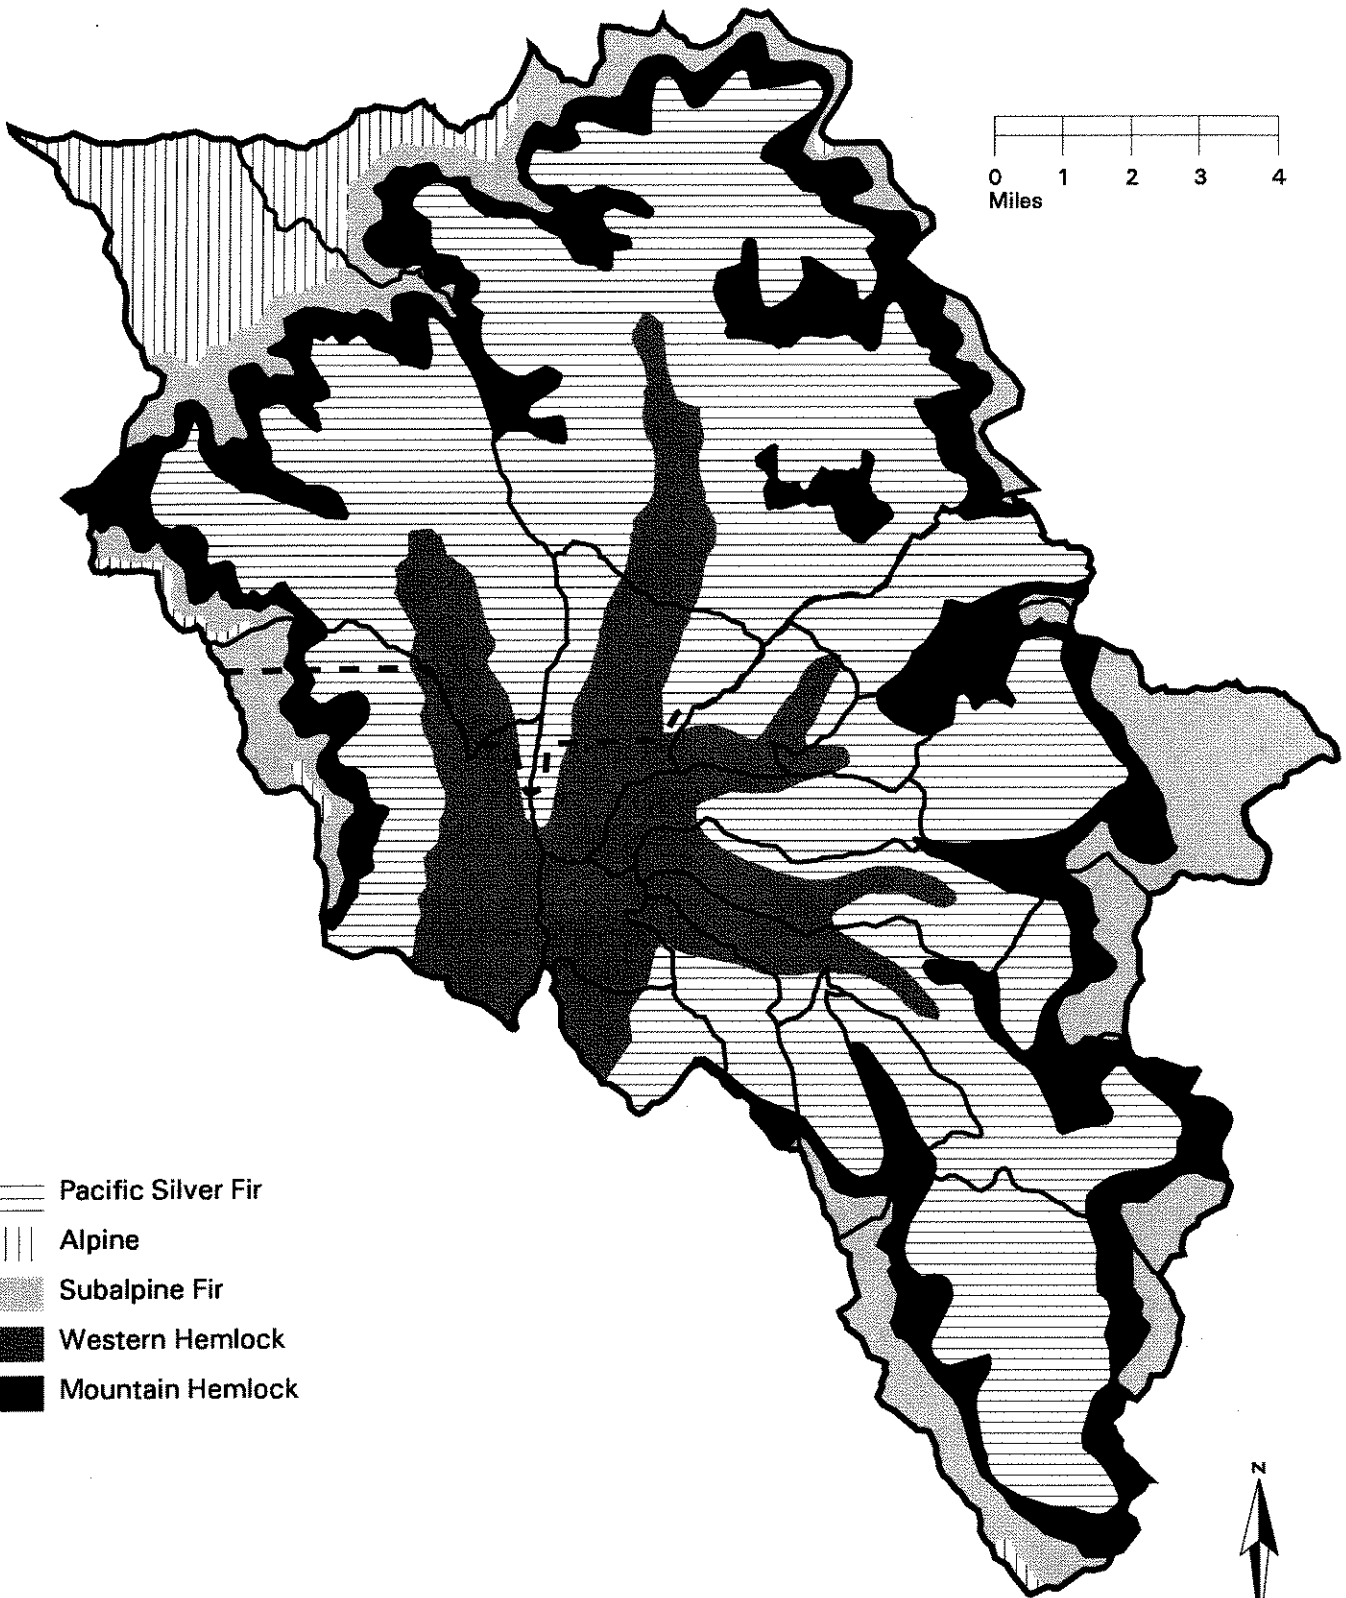 0 1 2 3 4
Miles
Pacific Silver Fir
Alpine
Subalpine Fir
Western Hemlock
Mountain Hemlock
N